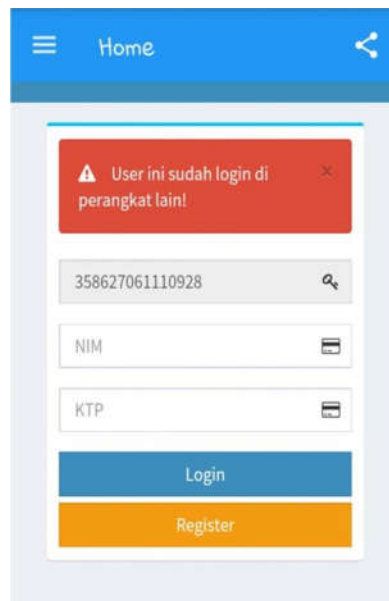 Home
User ini sudah login di
perangkat lain!
×
358627061110928
NIM
KTP
Login
Register